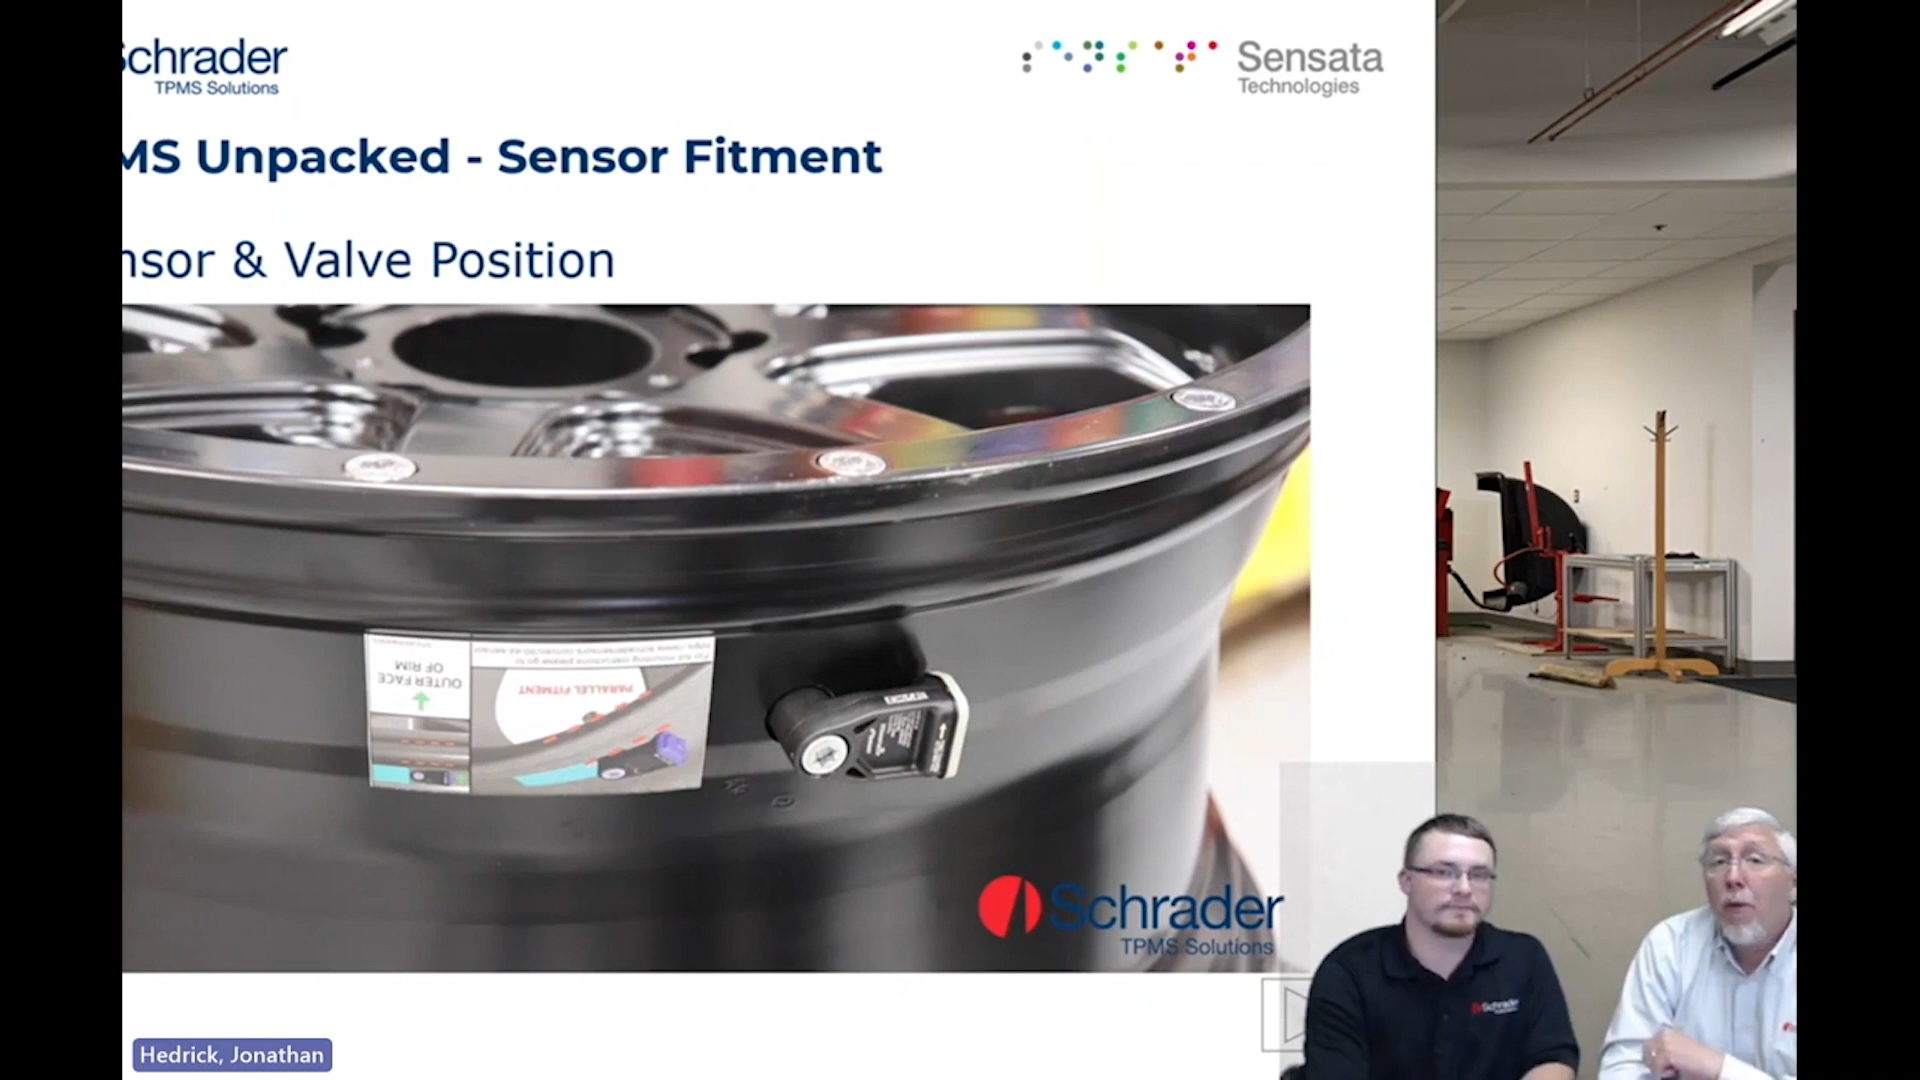 Schrader
TPMS Solutions
Sensata
Technologies
MS Unpacked - Sensor Fitment
nsor & Valve Position
OUTER FACE
OF RIM
PARALLEL FITMENT
Schrader
TPMS Solutions
Schrader
Hedrick, Jonathan